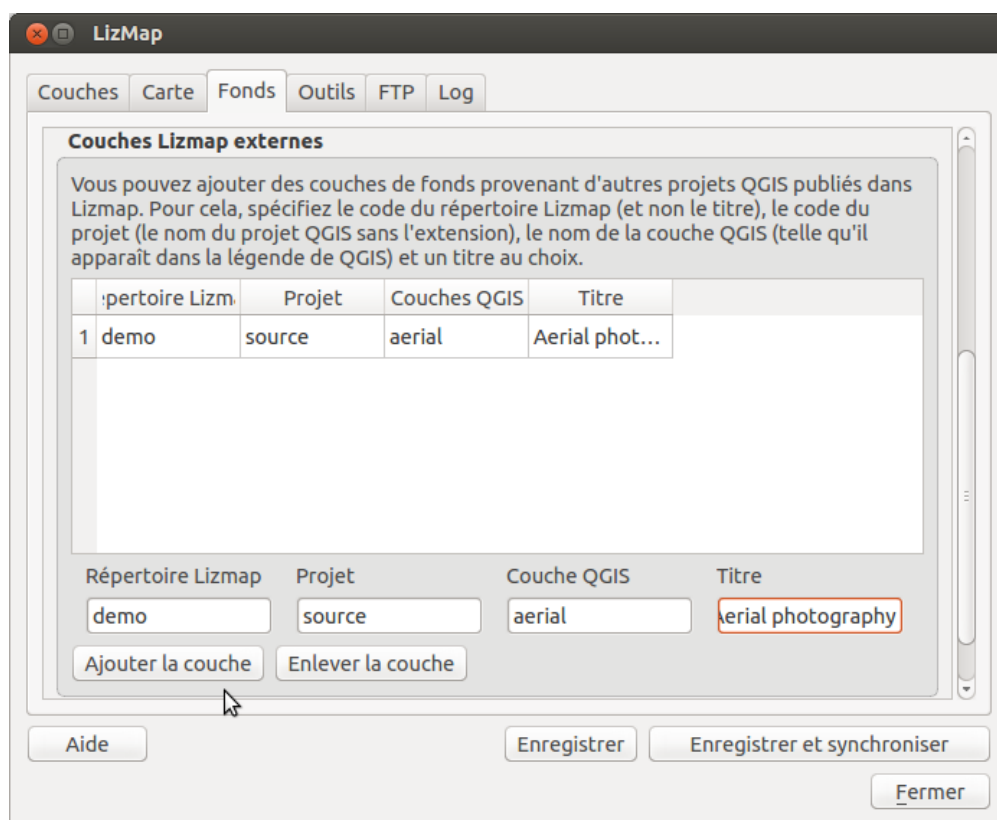 LizMap
Couches Carte Fonds Outils FTP Log
Couches Lizmap externes
Vous pouvez ajouter des couches de fonds provenant d'autres projets QGIS publiés dans
Lizmap. Pour cela, spécifiez le code du répertoire Lizmap (et non le titre), le code du
projet (le nom du projet QGIS sans l'extension), le nom de la couche QGIS (telle qu'il
apparaît dans la légende de QGIS) et un titre au choix.
pertoire Lizm Projet Couches QGIS Titre
1 demo source aerial Aerial phot...
Répertoire Lizmap Projet Couche QGIS Titre
demo source aerial Aerial photography
Ajouter la couche Enlever la couche
Aide Enregistrer Enregistrer et synchroniser
Fermer